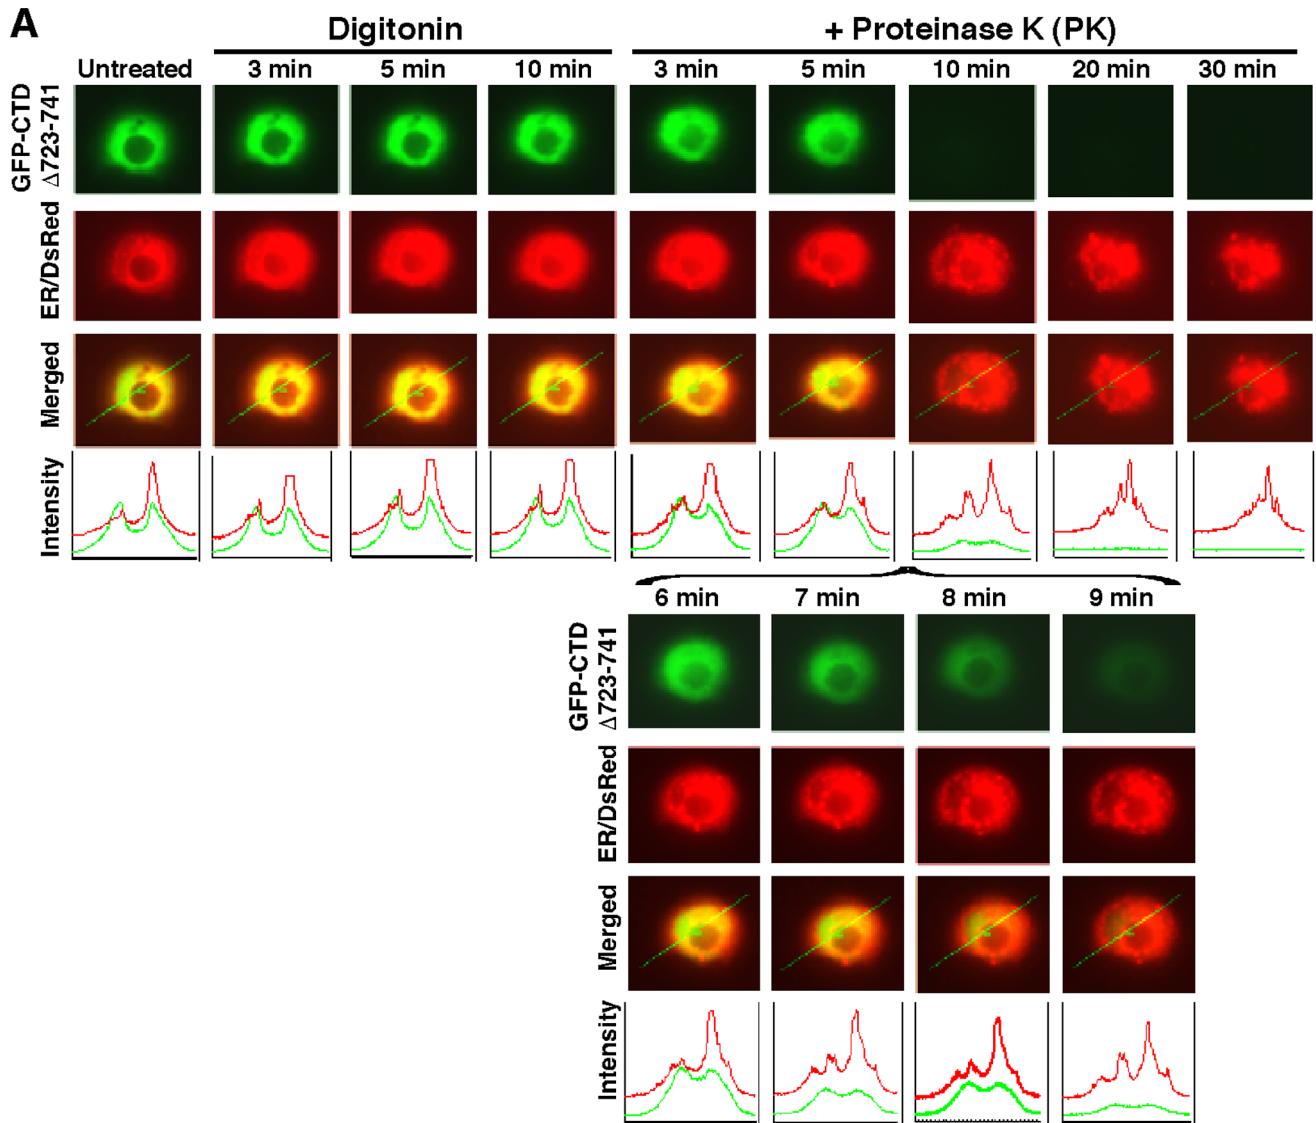 A
Digitonin + Proteinase K (PK)
Untreated 3 min 5 min 10 min 3 min 5 min 10 min 20 min 30 min
GFP-CTD
Δ723-741
ER/DsRed
Merged
Intensity
6 min 7 min 8 min 9 min
GFP-CTD
Δ723-741
ER/DsRed
Merged
Intensity